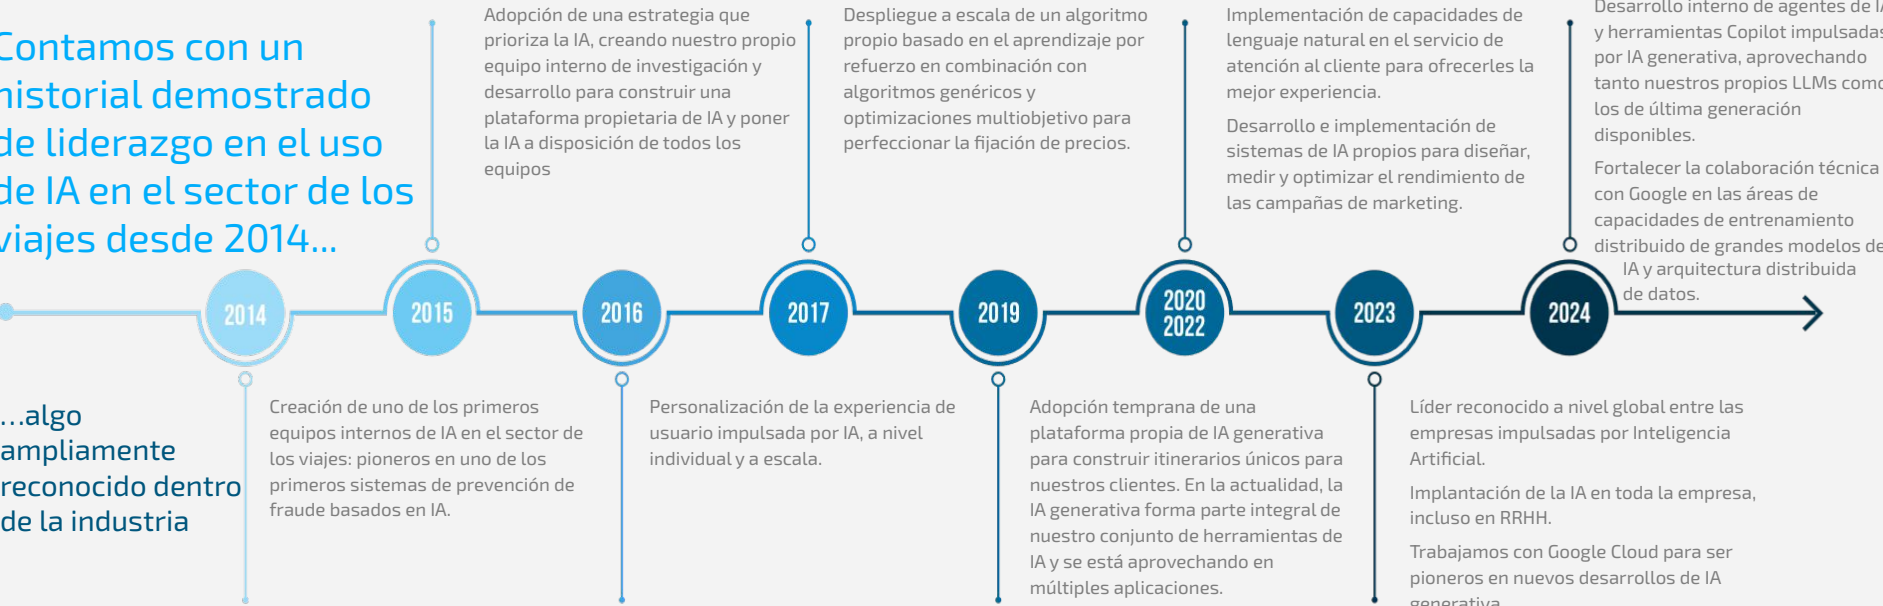 Contamos con un
historial demostrado
de liderazgo en el uso
de IA en el sector de los
viajes desde 2014...
Adopción de una estrategia que
prioriza la IA, creando nuestro propio
equipo interno de investigación y
desarrollo para construir una
plataforma propietaria de IA y poner
la IA a disposición de todos los
equipos
Despliegue a escala de un algoritmo
propio basado en el aprendizaje por
refuerzo en combinación con
algoritmos genéricos y
optimizaciones multiobjetivo para
perfeccionar la fijación de precios.
Implementación de capacidades de
lenguaje natural en el servicio de
atención al cliente para ofrecerles la
mejor experiencia.
Desarrollo e implementación de
sistemas de IA propios para diseñar,
medir y optimizar el rendimiento de
las campañas de marketing.
Desarrollo interno de agentes de IA
y herramientas Copilot impulsadas
por IA generativa, aprovechando
tanto nuestros propios LLMs como
los de última generación
disponibles.
Fortalecer la colaboración técnica
con Google en las áreas de
capacidades de entrenamiento
distribuido de grandes modelos de
IA y arquitectura distribuida
de datos.
2014
2015
2016
2017
2019
2020
2022
2023
2024
...algo
ampliamente
reconocido dentro
de la industria
Creación de uno de los primeros
equipos internos de IA en el sector de
los viajes: pioneros en uno de los
primeros sistemas de prevención de
fraude basados en IA.
Personalización de la experiencia de
usuario impulsada por IA, a nivel
individual y a escala.
Adopción temprana de una
plataforma propia de IA generativa
para construir itinerarios únicos para
nuestros clientes. En la actualidad, la
IA generativa forma parte integral de
nuestro conjunto de herramientas de
IA y se está aprovechando en
múltiples aplicaciones.
Líder reconocido a nivel global entre las
empresas impulsadas por Inteligencia
Artificial.
Implantación de la IA en toda la empresa,
incluso en RRHH.
Trabajamos con Google Cloud para ser
pioneros en nuevos desarrollos de IA
generativa